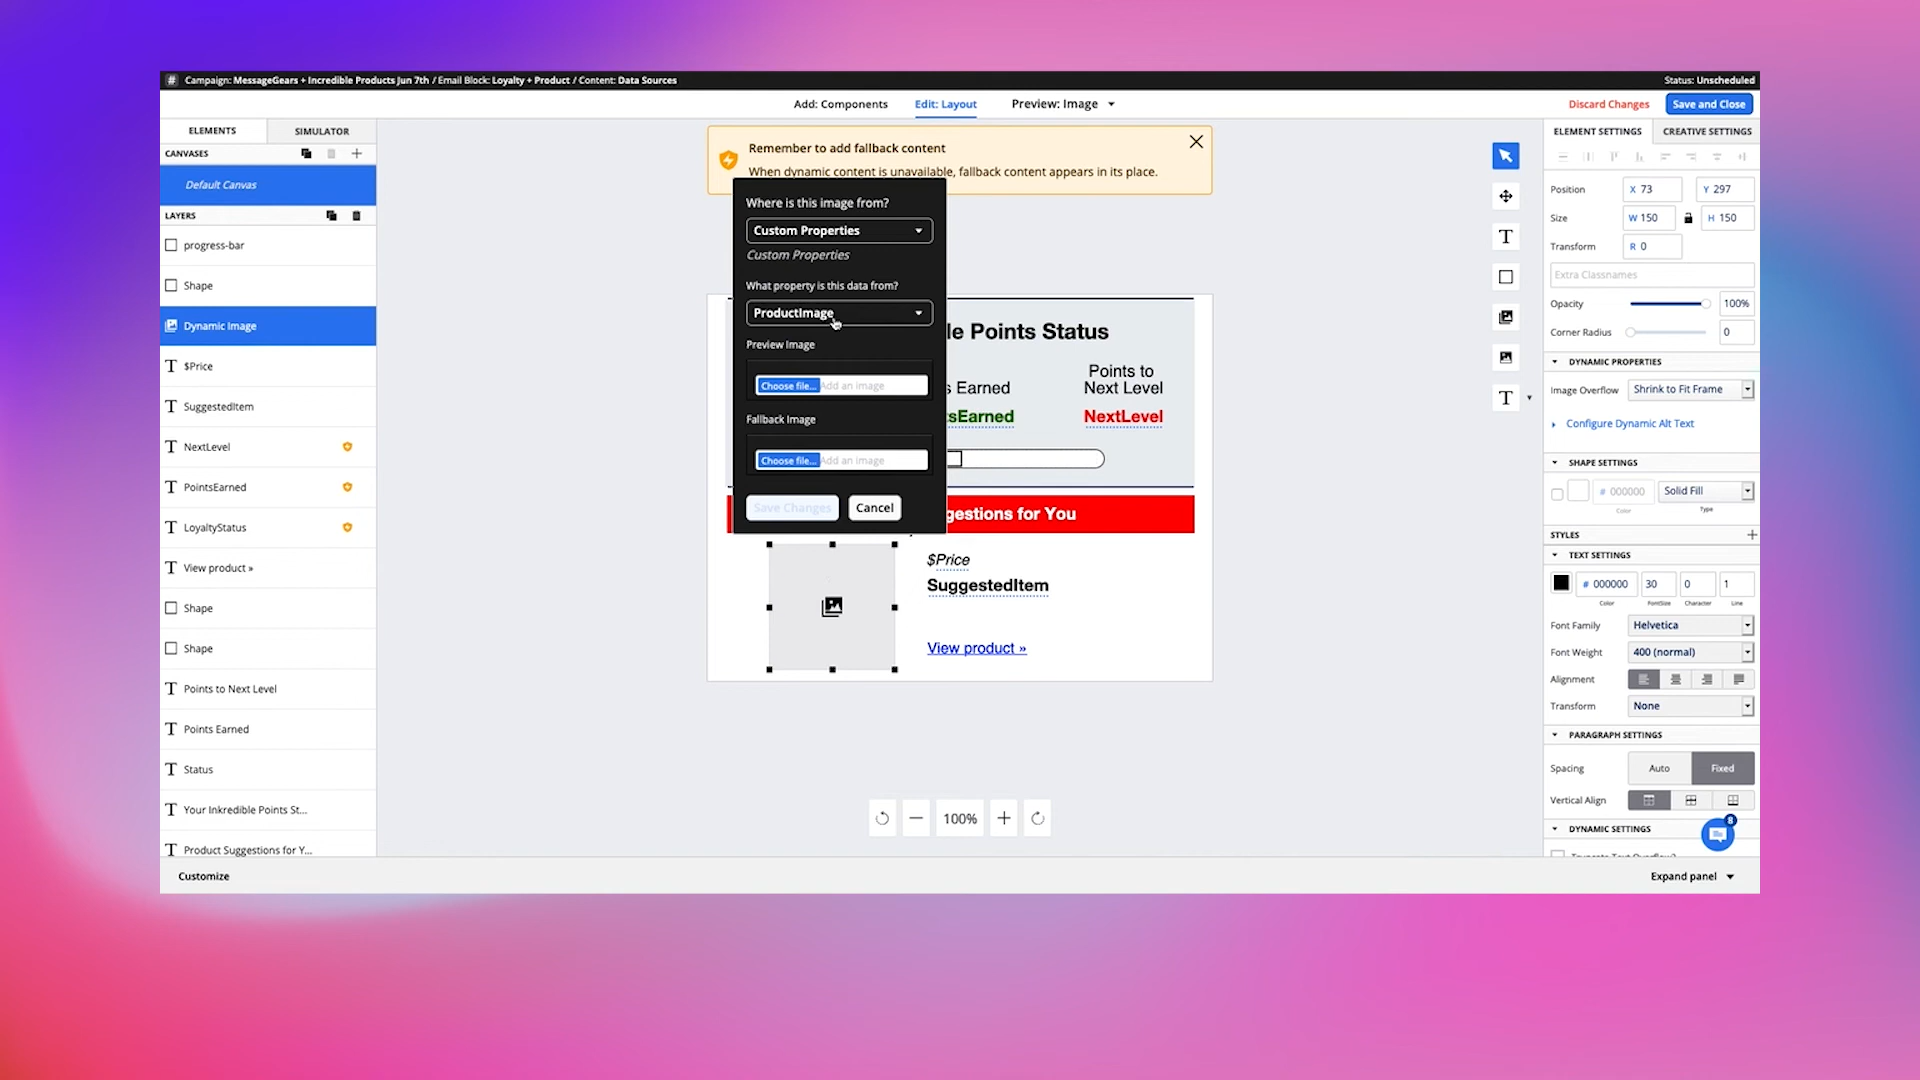 # Campaign: MessageGears + Incredible Products Jun 7th / Email Block: Loyalty + Product / Content: Data Sources
Status: Unscheduled
Add: Components
Edit: Layout
Preview: Image
Discard Changes
Save and Close
ELEMENTS
SIMULATOR
CANVASES
Default Canvas
LAYERS
progress-bar
Shape
Dynamic Image
$Price
SuggestedItem
NextLevel
PointsEarned
LoyaltyStatus
View product »
Shape
Shape
Points to Next Level
Points Earned
Status
Your Inkredible Points St...
Product Suggestions for Y...
Customize
Remember to add fallback content
When dynamic content is unavailable, fallback content appears in its place.
Where is this image from?
Custom Properties
Custom Properties
What property is this data from?
ProductImage
Preview Image
Choose file... Add an image
Fallback Image
Choose file... Add an image
Save Changes
Cancel
le Points Status
s Earned
Points to
Next Level
sEarned
NextLevel
gestions for You
$Price
SuggestedItem
View product »
100%
ELEMENT SETTINGS
CREATIVE SETTINGS
Position X 73 Y 297
Size W 150 H 150
Transform R 0
Extra Classnames
Opacity 100%
Corner Radius 0
DYNAMIC PROPERTIES
Image Overflow Shrink to Fit Frame
Configure Dynamic Alt Text
SHAPE SETTINGS
# 000000 Solid Fill
Color Type
STYLES
TEXT SETTINGS
# 000000 30 0 1
Color FontSize Character Line
Font Family Helvetica
Font Weight 400 (normal)
Alignment
Transform None
PARAGRAPH SETTINGS
Spacing Auto Fixed
Vertical Align
8
DYNAMIC SETTINGS
Truncate Text Overflow?
Expand panel